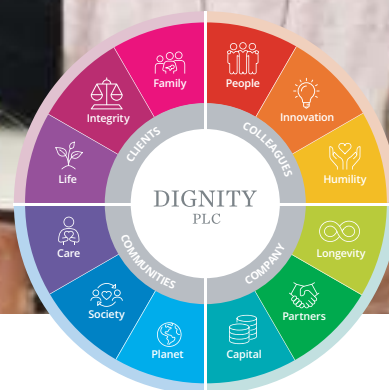 Family
People
Integrity
Innovation
CLIENTS
COLLEAGUES
Life
Humility
DIGNITY
PLC
Care
Longevity
COMMUNITIES
COMPANY
Society
Partners
Planet
Capital